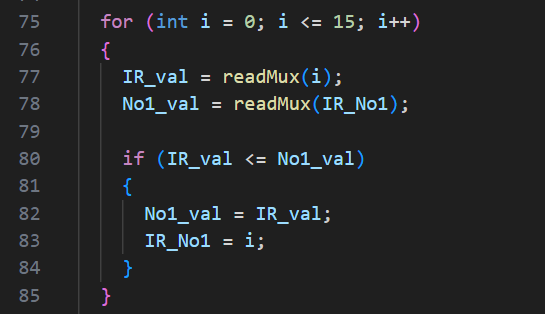 75 for (int i = 0; i <= 15; i++)
76 {
77 IR_val = readMux(i);
78 No1_val = readMux(IR_No1);
79
80 if (IR_val <= No1_val)
81 {
82 No1_val = IR_val;
83 IR_No1 = i;
84 }
85 }